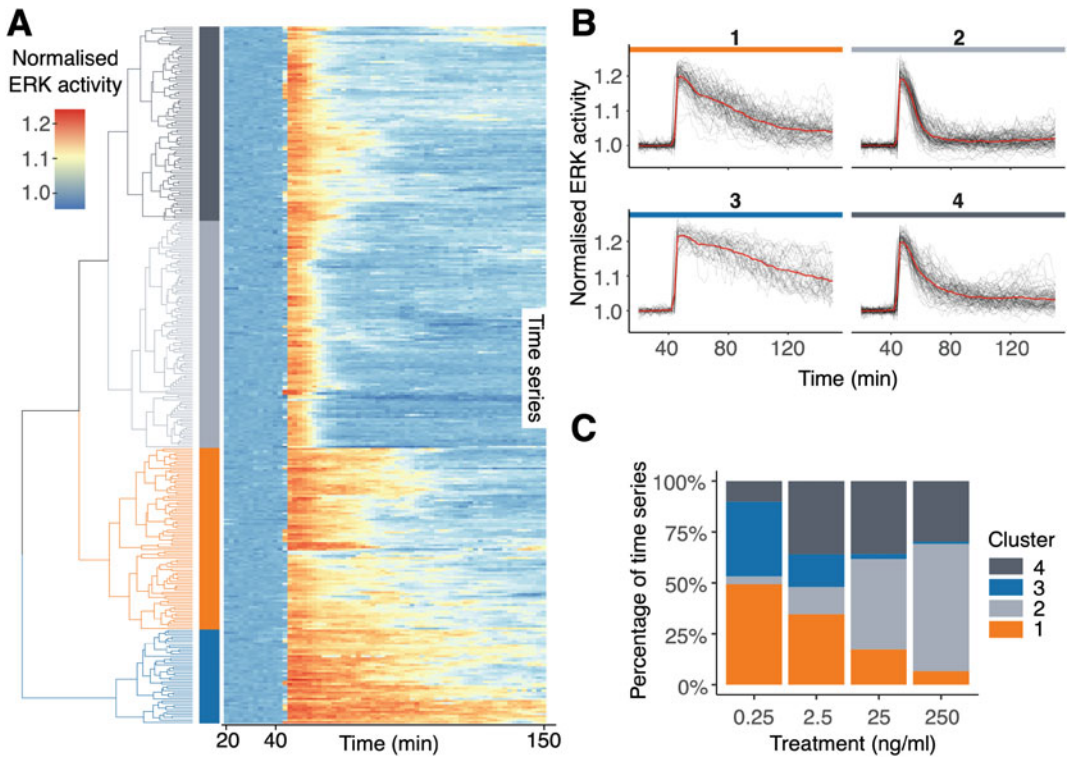 A
Normalised
ERK activity
1.2
1.1
1.0
Time series
20
40
Time (min)
150
B
Normalised ERK activity
1
2
1.2
1.1
1.0
3
4
1.2
1.1
1.0
40
80
120
40
80
120
Time (min)
C
Percentage of time series
100%
75%
50%
25%
0%
0.25
2.5
25
250
Treatment (ng/ml)
Cluster
4
3
2
1